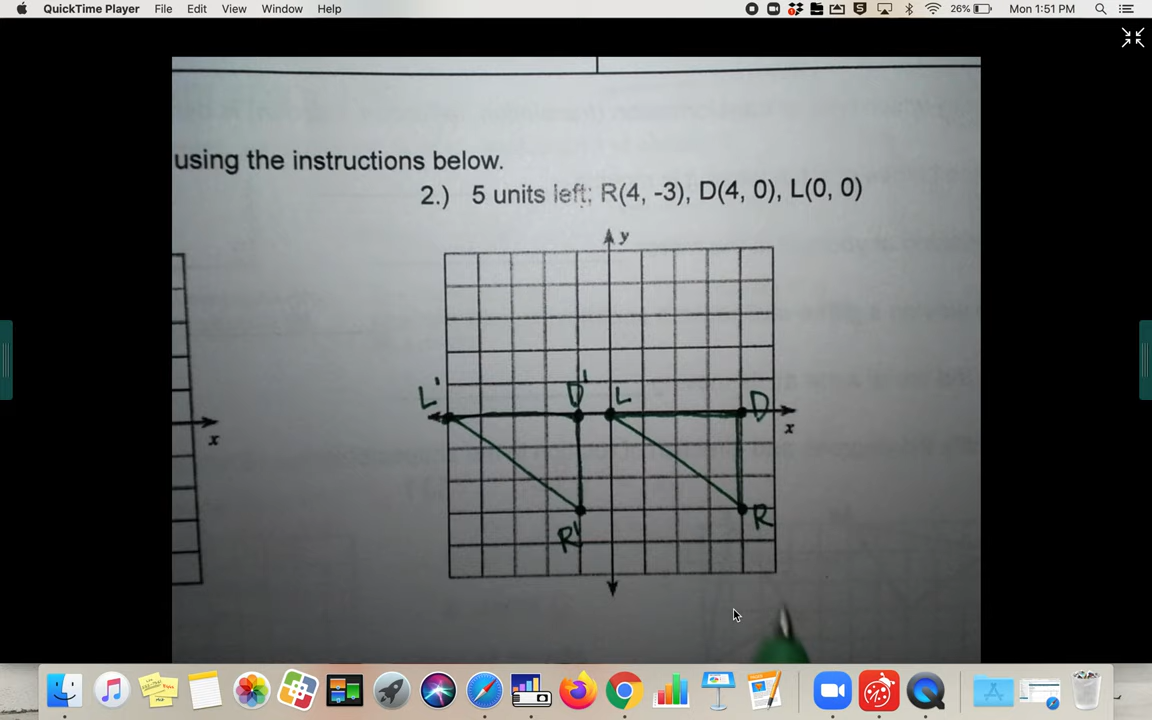 QuickTime Player File Edit View Window Help 26% Mon 1:51 PM
using the instructions below.
2.) 5 units left; R(4, -3), D(4, 0), L(0, 0)
y
L' D' L D
x
x
R
R'